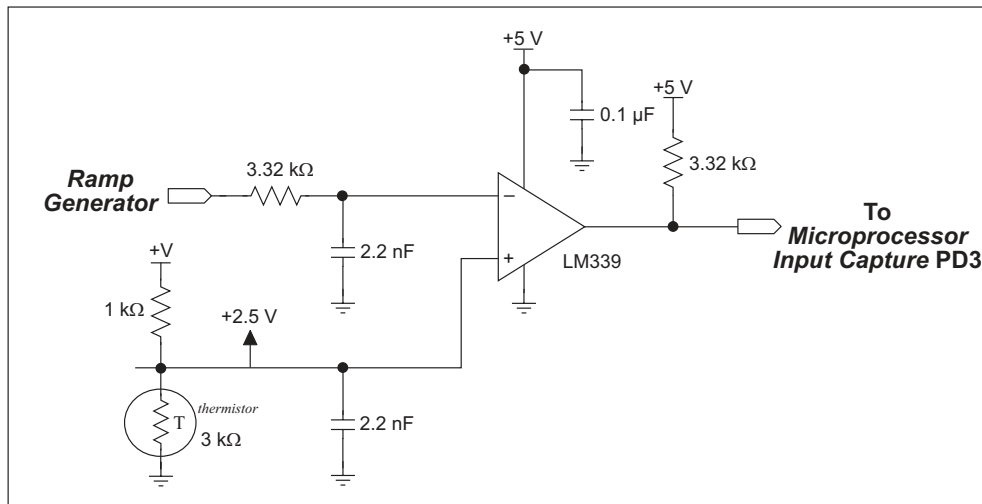 +5 V
0.1 µF
+5 V
3.32 kΩ
Ramp
Generator
3.32 kΩ
−
+
LM339
2.2 nF
To
Microprocessor
Input Capture PD3
+V
1 kΩ
+2.5 V
T
thermistor
3 kΩ
2.2 nF